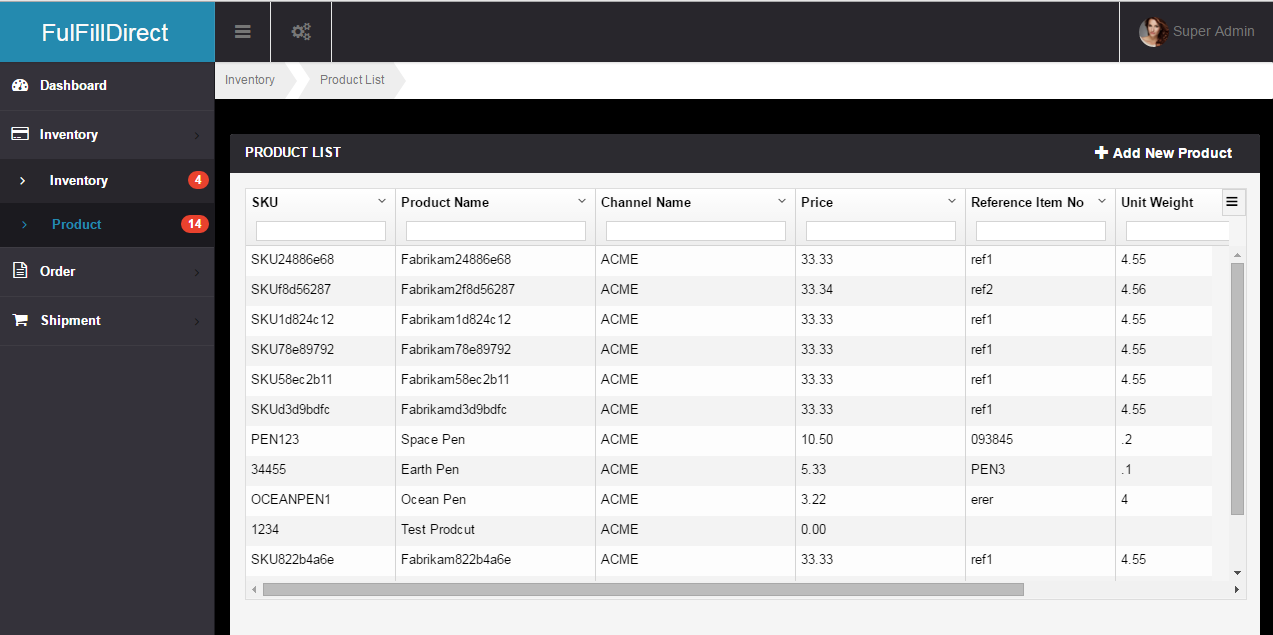 FulFillDirect
Super Admin
Dashboard
Inventory
Inventory 4
Product 14
Order
Shipment
Inventory Product List
PRODUCT LIST Add New Product
SKU Product Name Channel Name Price Reference Item No Unit Weight
SKU24886e68 Fabrikam24886e68 ACME 33.33 ref1 4.55
SKUf8d56287 Fabrikam2f8d56287 ACME 33.34 ref2 4.56
SKU1d824c12 Fabrikam1d824c12 ACME 33.33 ref1 4.55
SKU78e89792 Fabrikam78e89792 ACME 33.33 ref1 4.55
SKU58ec2b11 Fabrikam58ec2b11 ACME 33.33 ref1 4.55
SKUd3d9bdfc Fabrikamd3d9bdfc ACME 33.33 ref1 4.55
PEN123 Space Pen ACME 10.50 093845 .2
34455 Earth Pen ACME 5.33 PEN3 .1
OCEANPEN1 Ocean Pen ACME 3.22 erer 4
1234 Test Prodcut ACME 0.00
SKU822b4a6e Fabrikam822b4a6e ACME 33.33 ref1 4.55